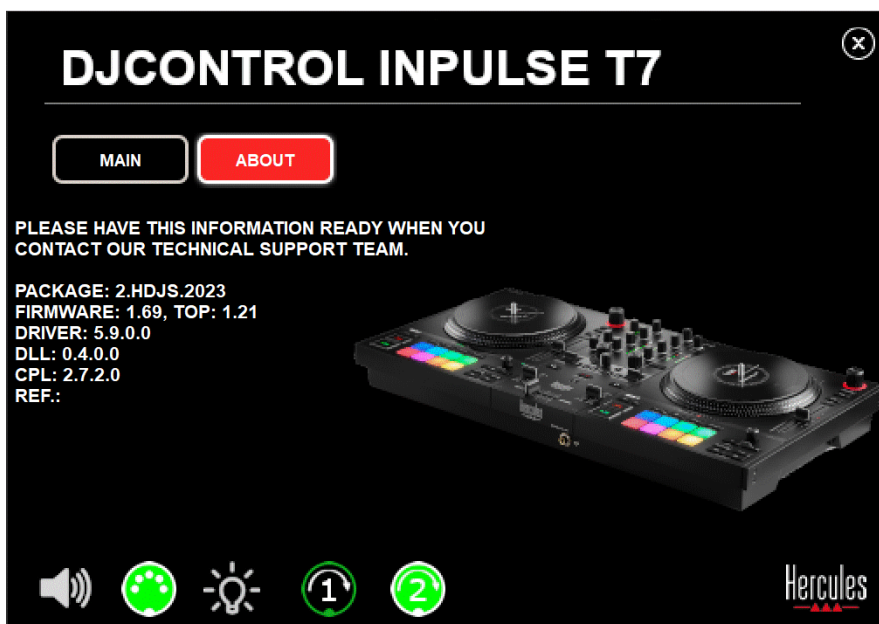 DJCONTROL INPULSE T7
MAIN
ABOUT
PLEASE HAVE THIS INFORMATION READY WHEN YOU
CONTACT OUR TECHNICAL SUPPORT TEAM.
PACKAGE: 2.HDJS.2023
FIRMWARE: 1.69, TOP: 1.21
DRIVER: 5.9.0.0
DLL: 0.4.0.0
CPL: 2.7.2.0
REF.:
1
2
Hercules